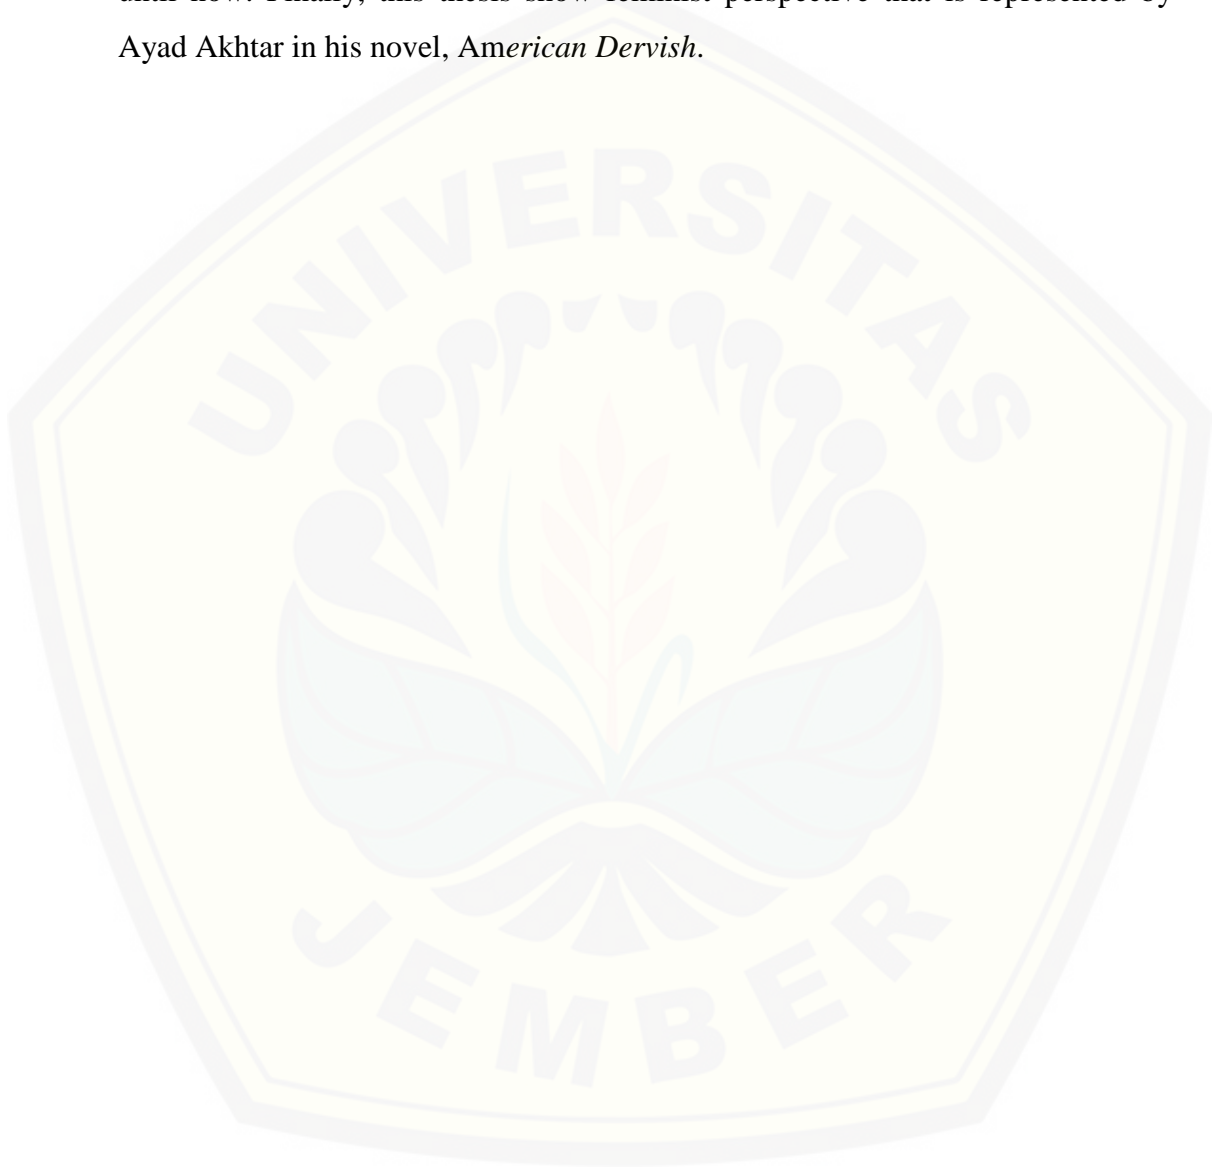 until now. Finally, this thesis show feminist perspective that is represented by
Ayad Akhtar in his novel, American Dervish.
UNIVERSITAS
JEMBER